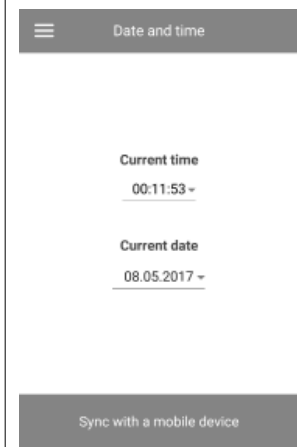 Date and time
Current time
00:11:53
Current date
08.05.2017
Sync with a mobile device